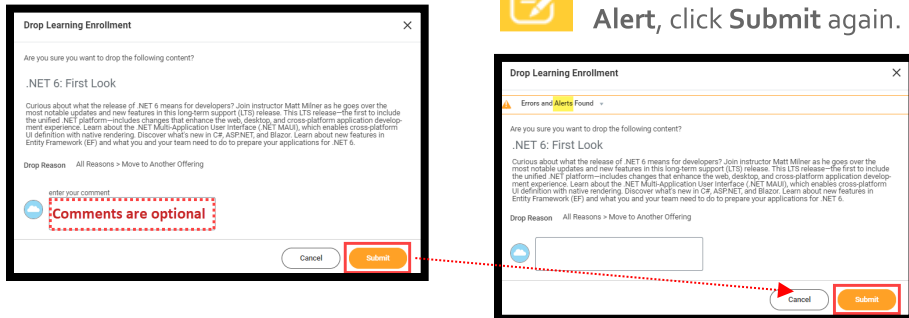 Drop Learning Enrollment
Are you sure you want to drop the following content?
.NET 6: First Look
Curious about what the release of .NET 6 means for developers? Join instructor Matt Milner as he goes over the
most notable updates and new features in this long-term support (LTS) release. This LTS release—the first to include
the unified .NET platform—includes changes that enhance the web, desktop, and cross-platform application develop-
ment experience. Learn about the .NET Multi-Application User Interface (.NET MAUI), which enables cross-platform
UI definition with native rendering. Discover what's new in C#, ASP.NET, and Blazor. Learn about new features in
Entity Framework (EF) and what you and your team need to do to prepare your applications for .NET 6.
Drop Reason All Reasons > Move to Another Offering
enter your comment
Comments are optional
Cancel Submit
Alert, click Submit again.
Drop Learning Enrollment
Errors and Alerts Found
Are you sure you want to drop the following content?
.NET 6: First Look
Curious about what the release of .NET 6 means for developers? Join instructor Matt Milner as he goes over the
most notable updates and new features in this long-term support (LTS) release. This LTS release—the first to include
the unified .NET platform—includes changes that enhance the web, desktop, and cross-platform application develop-
ment experience. Learn about the .NET Multi-Application User Interface (.NET MAUI), which enables cross-platform
UI definition with native rendering. Discover what's new in C#, ASP.NET, and Blazor. Learn about new features in
Entity Framework (EF) and what you and your team need to do to prepare your applications for .NET 6.
Drop Reason All Reasons > Move to Another Offering
Cancel Submit